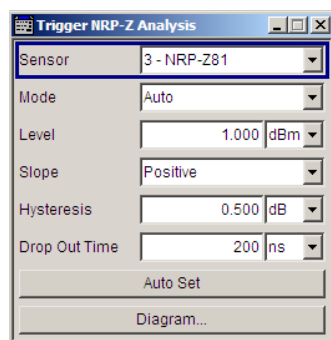 Trigger NRP-Z Analysis
Sensor 3 - NRP-Z81
Mode Auto
Level 1.000 dBm
Slope Positive
Hysteresis 0.500 dB
Drop Out Time 200 ns
Auto Set
Diagram...